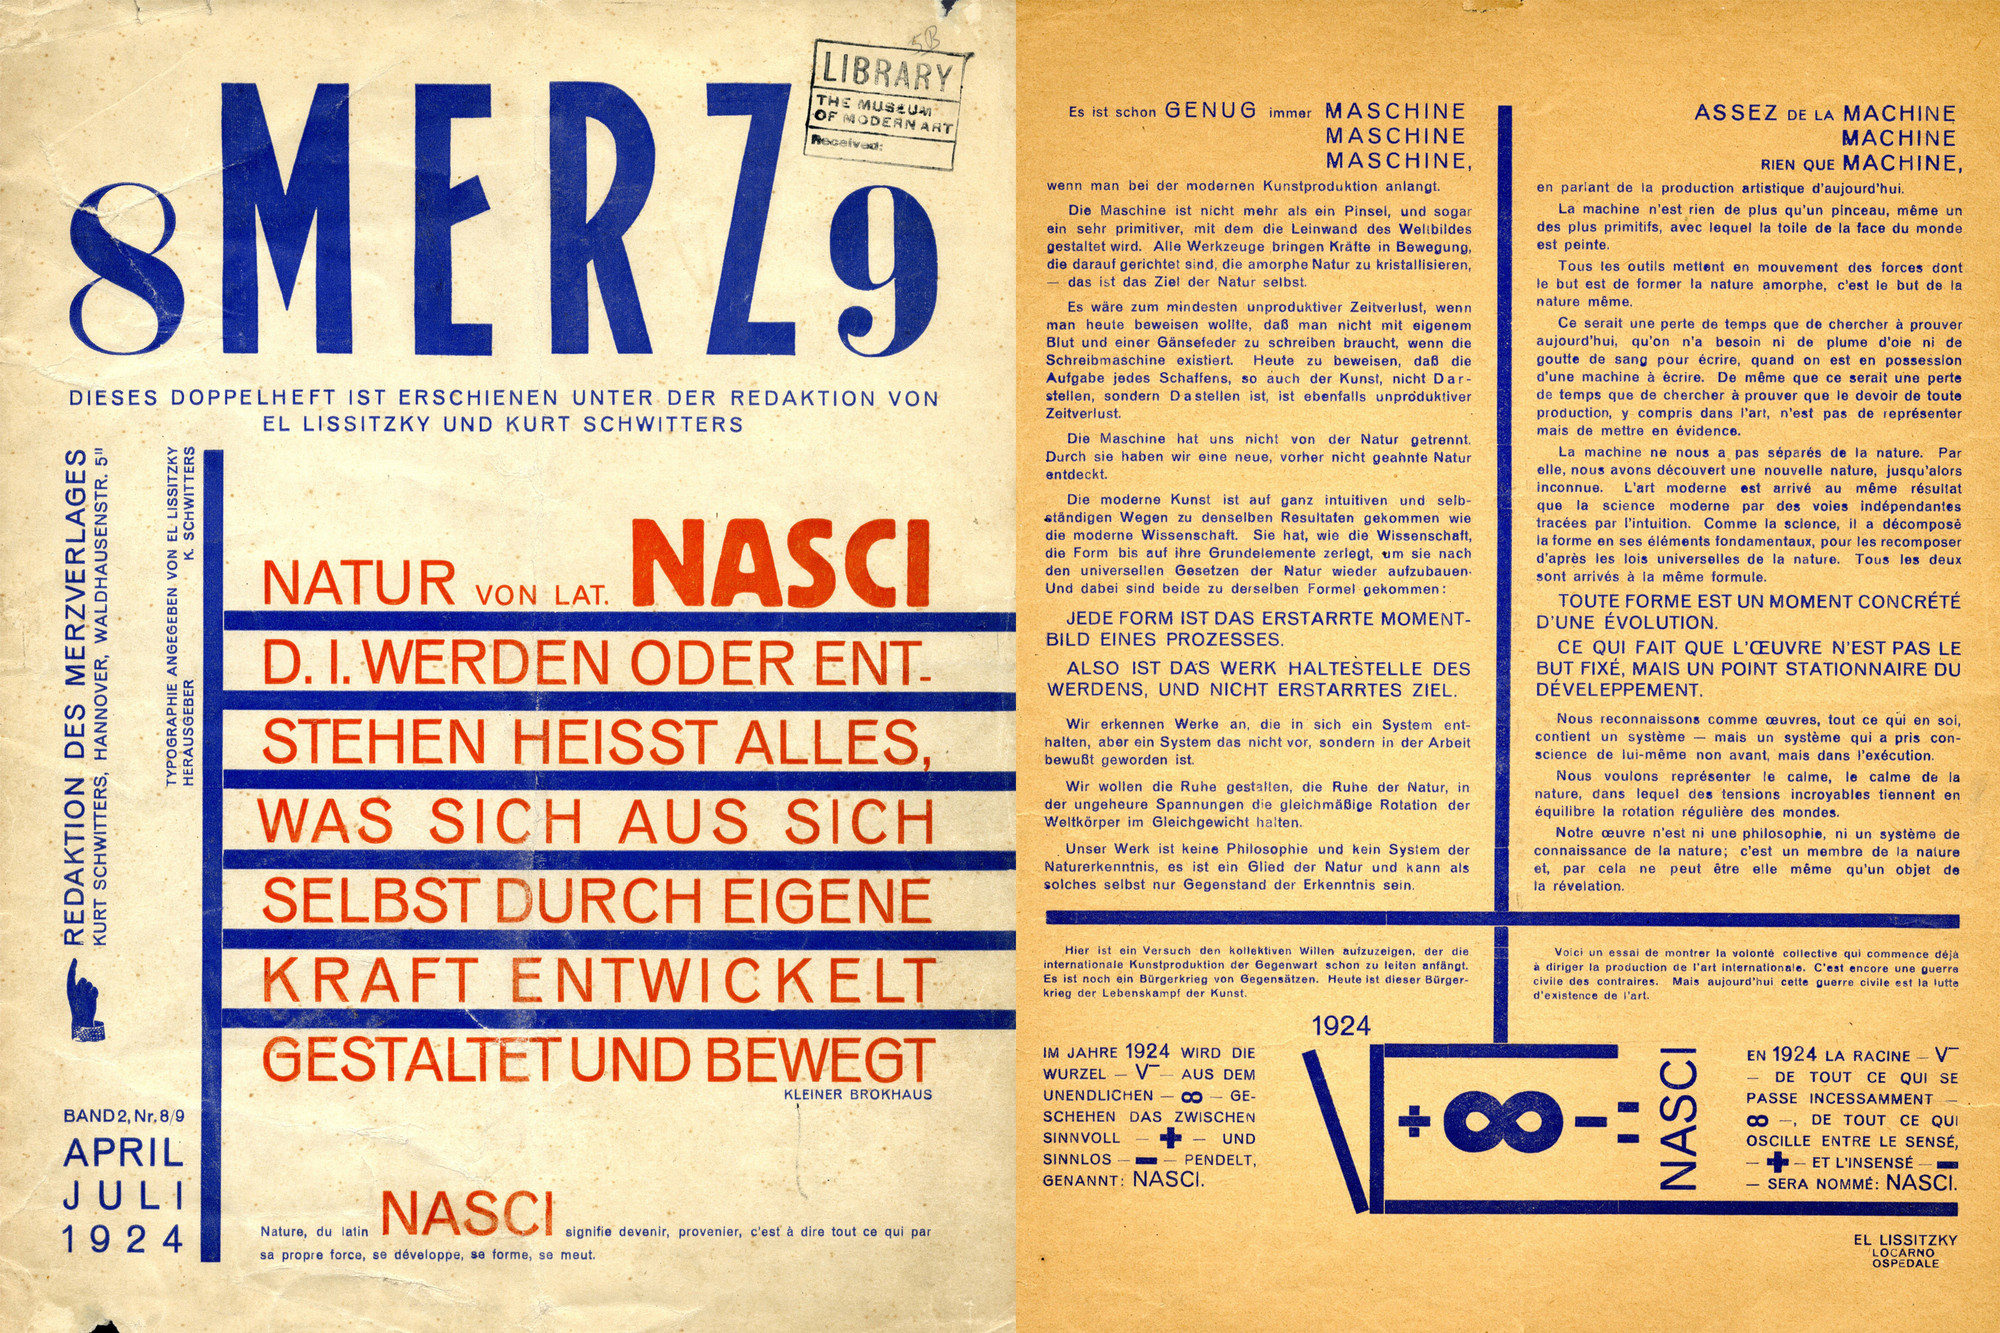 8 MERZ 9
5B
LIBRARY
THE MUSEUM
OF MODERN ART
Received:
DIESES DOPPELHEFT IST ERSCHIENEN UNTER DER REDAKTION VON
EL LISSITZKY UND KURT SCHWITTERS
REDAKTION DES MERZVERLAGES
KURT SCHWITTERS, HANNOVER, WALDHAUSENSTR. 5II
TYPOGRAPHIE ANGEGEBEN VON EL LISSITZKY
HERAUSGEBER K. SCHWITTERS
NATUR VON LAT. NASCI
D. I. WERDEN ODER ENT-
STEHEN HEISST ALLES,
WAS SICH AUS SICH
SELBST DURCH EIGENE
KRAFT ENTWICKELT
GESTALTET UND BEWEGT
KLEINER BROKHAUS
BAND 2, Nr. 8/9
APRIL
JULI
1924
Nature, du latin NASCI signifie devenir, provenier, c'est à dire tout ce qui par
sa propre force, se développe, se forme, se meut.
Es ist schon GENUG immer MASCHINE
MASCHINE
MASCHINE,
wenn man bei der modernen Kunstproduktion anlangt.
Die Maschine ist nicht mehr als ein Pinsel, und sogar
ein sehr primitiver, mit dem die Leinwand des Weltbildes
gestaltet wird. Alle Werkzeuge bringen Kräfte in Bewegung,
die darauf gerichtet sind, die amorphe Natur zu kristallisieren,
— das ist das Ziel der Natur selbst.
Es wäre zum mindesten unproduktiver Zeitverlust, wenn
man heute beweisen wollte, daß man nicht mit eigenem
Blut und einer Gänsefeder zu schreiben braucht, wenn die
Schreibmaschine existiert. Heute zu beweisen, daß die
Aufgabe jedes Schaffens, so auch der Kunst, nicht Dar-
stellen, sondern Dastellen ist, ist ebenfalls unproduktiver
Zeitverlust.
Die Maschine hat uns nicht von der Natur getrennt.
Durch sie haben wir eine neue, vorher nicht geahnte Natur
entdeckt.
Die moderne Kunst ist auf ganz intuitiven und selb-
ständigen Wegen zu denselben Resultaten gekommen wie
die moderne Wissenschaft. Sie hat, wie die Wissenschaft,
die Form bis auf ihre Grundelemente zerlegt, um sie nach
den universellen Gesetzen der Natur wieder aufzubauen.
Und dabei sind beide zu derselben Formel gekommen:
JEDE FORM IST DAS ERSTARRTE MOMENT-
BILD EINES PROZESSES.
ALSO IST DAS WERK HALTESTELLE DES
WERDENS, UND NICHT ERSTARRTES ZIEL.
Wir erkennen Werke an, die in sich ein System ent-
halten, aber ein System das nicht vor, sondern in der Arbeit
bewußt geworden ist.
Wir wollen die Ruhe gestalten, die Ruhe der Natur, in
der ungeheure Spannungen die gleichmäßige Rotation der
Weltkörper im Gleichgewicht halten.
Unser Werk ist keine Philosophie und kein System der
Naturerkenntnis, es ist ein Glied der Natur und kann als
solches selbst nur Gegenstand der Erkenntnis sein.
ASSEZ DE LA MACHINE
MACHINE
RIEN QUE MACHINE,
en parlant de la production artistique d'aujourd'hui.
La machine n'est rien de plus qu'un pinceau, même un
des plus primitifs, avec lequel la toile de la face du monde
est peinte.
Tous les outils mettent en mouvement des forces dont
le but est de former la nature amorphe, c'est le but de la
nature même.
Ce serait une perte de temps que de chercher à prouver
aujourd'hui, qu'on n'a besoin ni de plume d'oie ni de
goutte de sang pour écrire, quand on est en possession
d'une machine à écrire. De même que ce serait une perte
de temps que de chercher à prouver que le devoir de toute
production, y compris dans l'art, n'est pas de représenter
mais de mettre en évidence.
La machine ne nous a pas séparés de la nature. Par
elle, nous avons découvert une nouvelle nature, jusqu'alors
inconnue. L'art moderne est arrivé au même résultat
que la science moderne par des voies indépendantes
tracées par l'intuition. Comme la science, il a décomposé
la forme en ses éléments fondamentaux, pour les recomposer
d'après les lois universelles de la nature. Tous les deux
sont arrivés à la même formule.
TOUTE FORME EST UN MOMENT CONCRÉTÉ
D'UNE ÉVOLUTION.
CE QUI FAIT QUE L'ŒUVRE N'EST PAS LE
BUT FIXÉ, MAIS UN POINT STATIONNAIRE DU
DÉVELEPPEMENT.
Nous reconnaissons comme œuvres, tout ce qui en soi,
contient un système — mais un système qui a pris con-
science de lui-même non avant, mais dans l'exécution.
Nous voulons représenter le calme, le calme de la
nature, dans lequel des tensions incroyables tiennent en
équilibre la rotation régulière des mondes.
Notre œuvre n'est ni une philosophie, ni un système de
connaissance de la nature; c'est un membre de la nature
et, par cela ne peut être elle même qu'un objet de
la révelation.
Hier ist ein Versuch den kollektiven Willen aufzuzeigen, der die
internationale Kunstproduktion der Gegenwart schon zu leiten anfängt.
Es ist noch ein Bürgerkrieg von Gegensätzen. Heute ist dieser Bürger-
krieg der Lebenskampf der Kunst.
Voici un essai de montrer la volonté collective qui commence déjà
à diriger la production de l'art internationale. C'est encore une guerre
civile des contraires. Mais aujourd'hui cette guerre civile est la lutte
d'existence de l'art.
IM JAHRE 1924 WIRD DIE
WURZEL — √ — AUS DEM
UNENDLICHEN — ∞ — GE-
SCHEHEN DAS ZWISCHEN
SINNVOLL — + — UND
SINNLOS — - — PENDELT,
GENANNT: NASCI.
1924
√ + ∞ - = NASCI
EN 1924 LA RACINE — √
— DE TOUT CE QUI SE
PASSE INCESSAMMENT —
∞ —, DE TOUT CE QUI
OSCILLE ENTRE LE SENSÉ,
— + — ET L'INSENSÉ — -
— SERA NOMMÉ: NASCI.
EL LISSITZKY
LOCARNO
OSPEDALE